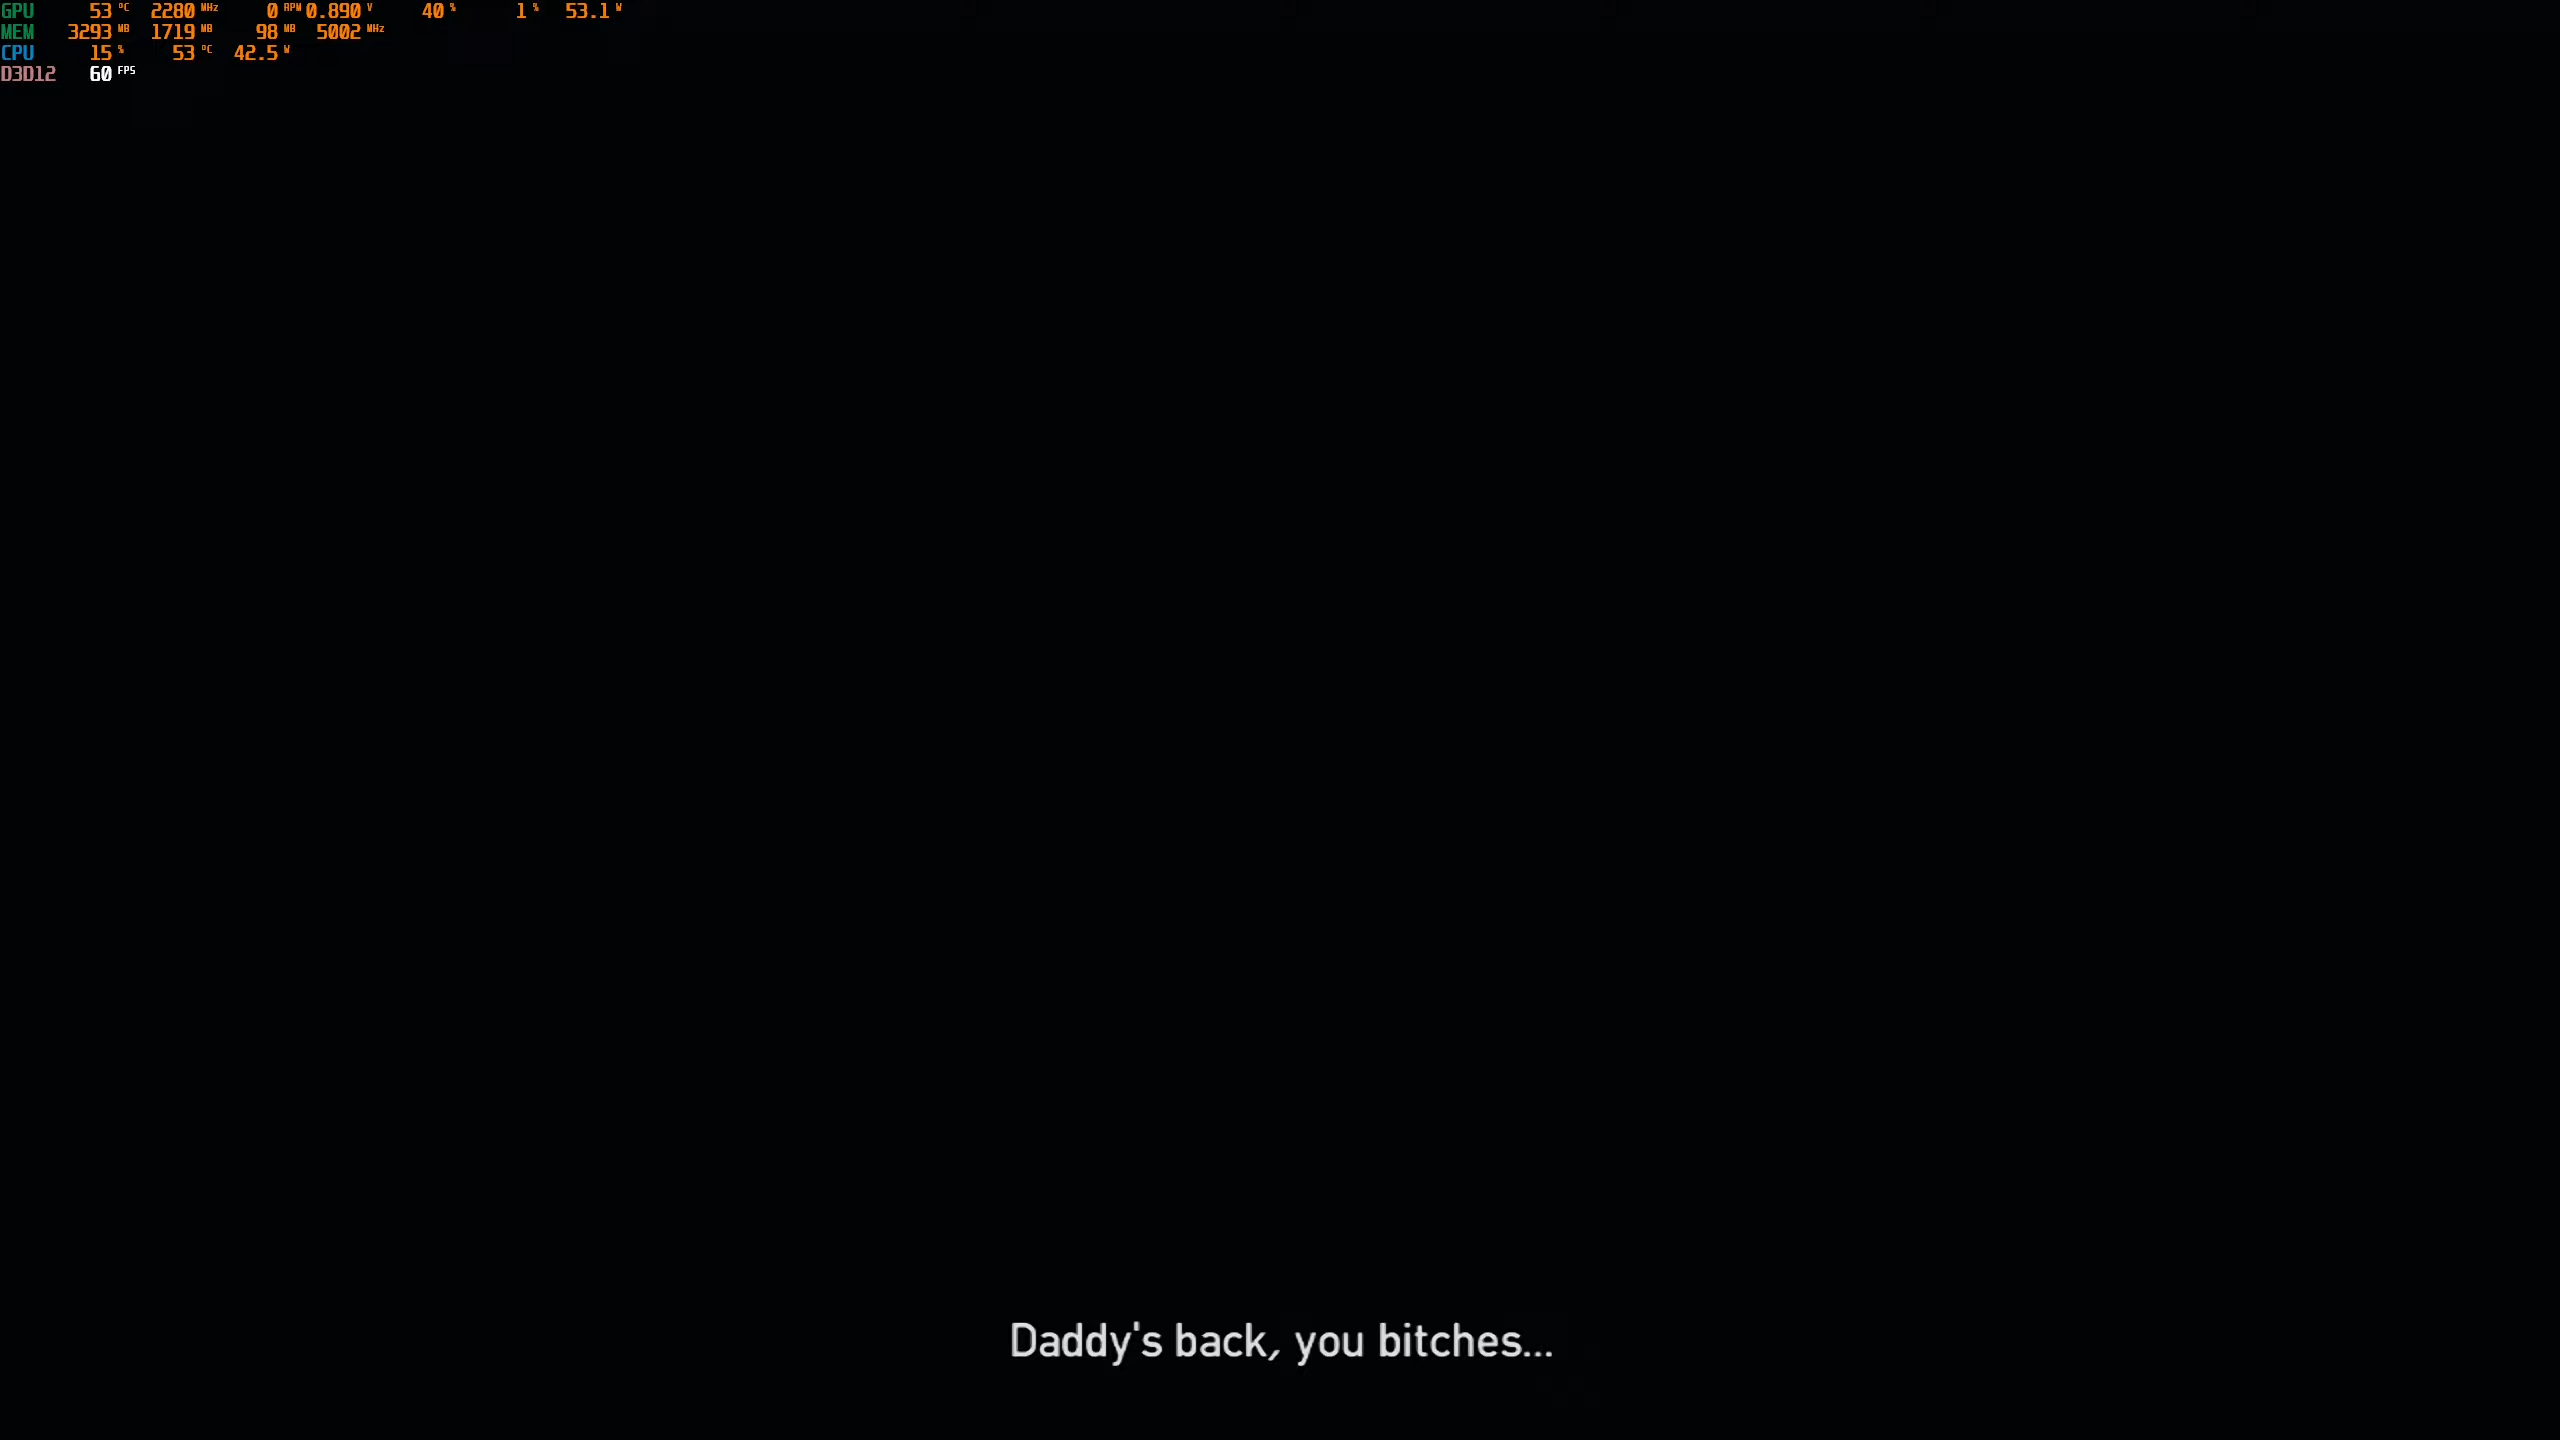 GPU 53 °C 2280 MHz 0 RPM 0.890 V 40 % 1 % 53.1 W
MEM 3293 MB 1719 MB 98 MB 5002 MHz
CPU 15 % 53 °C 42.5 W
D3D12 60 FPS
Daddy's back, you bitches...